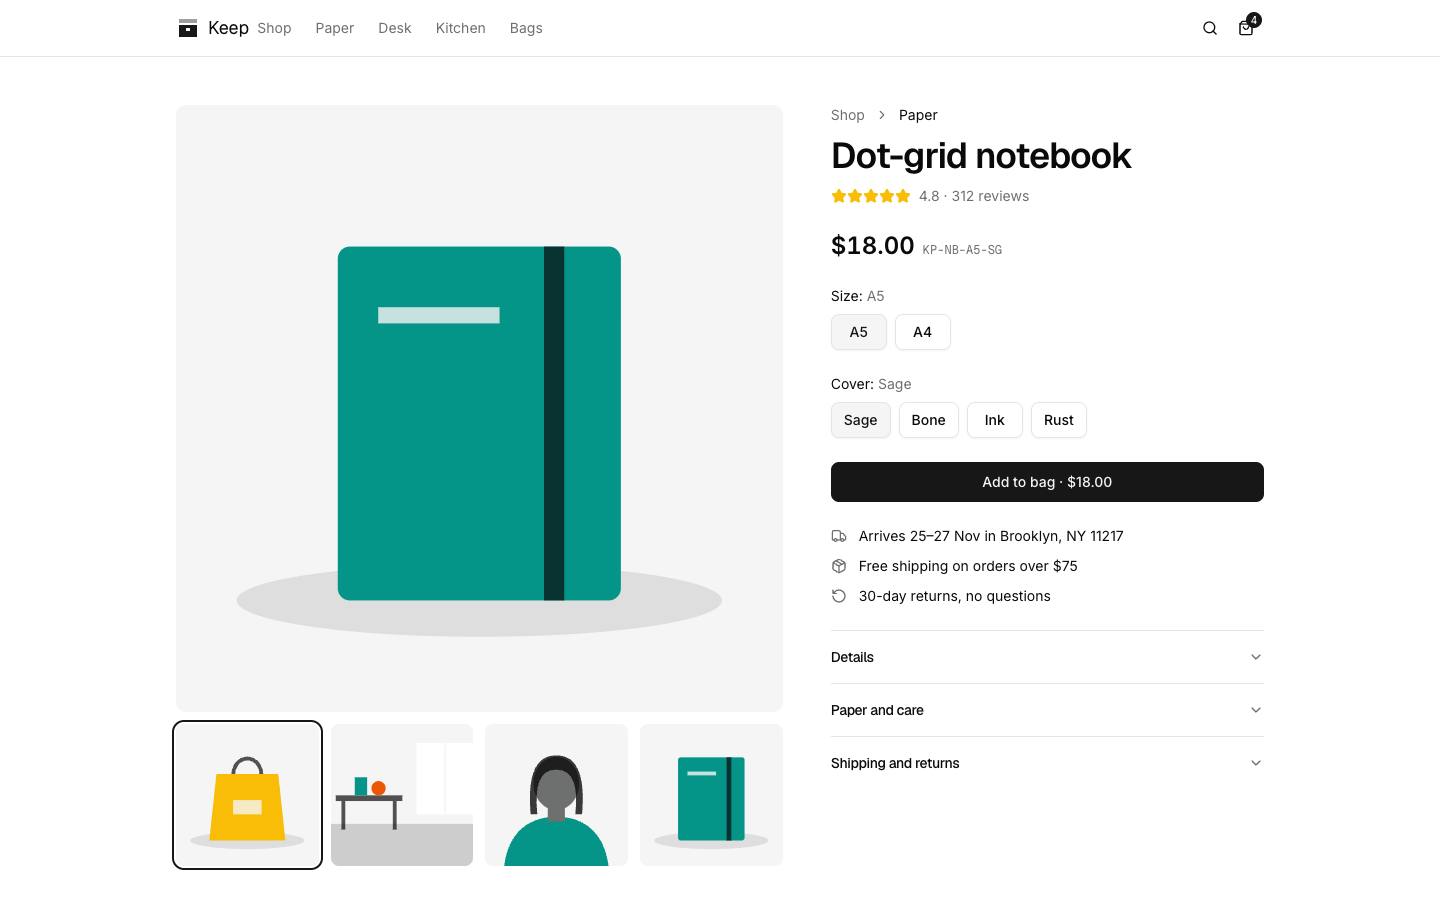 Keep Shop Paper Desk Kitchen Bags 4
Shop Paper
Dot-grid notebook
4.8 · 312 reviews
$18.00 KP-NB-A5-SG
Size: A5
A5 A4
Cover: Sage
Sage Bone Ink Rust
Add to bag · $18.00
Arrives 25–27 Nov in Brooklyn, NY 11217
Free shipping on orders over $75
30-day returns, no questions
Details
Paper and care
Shipping and returns